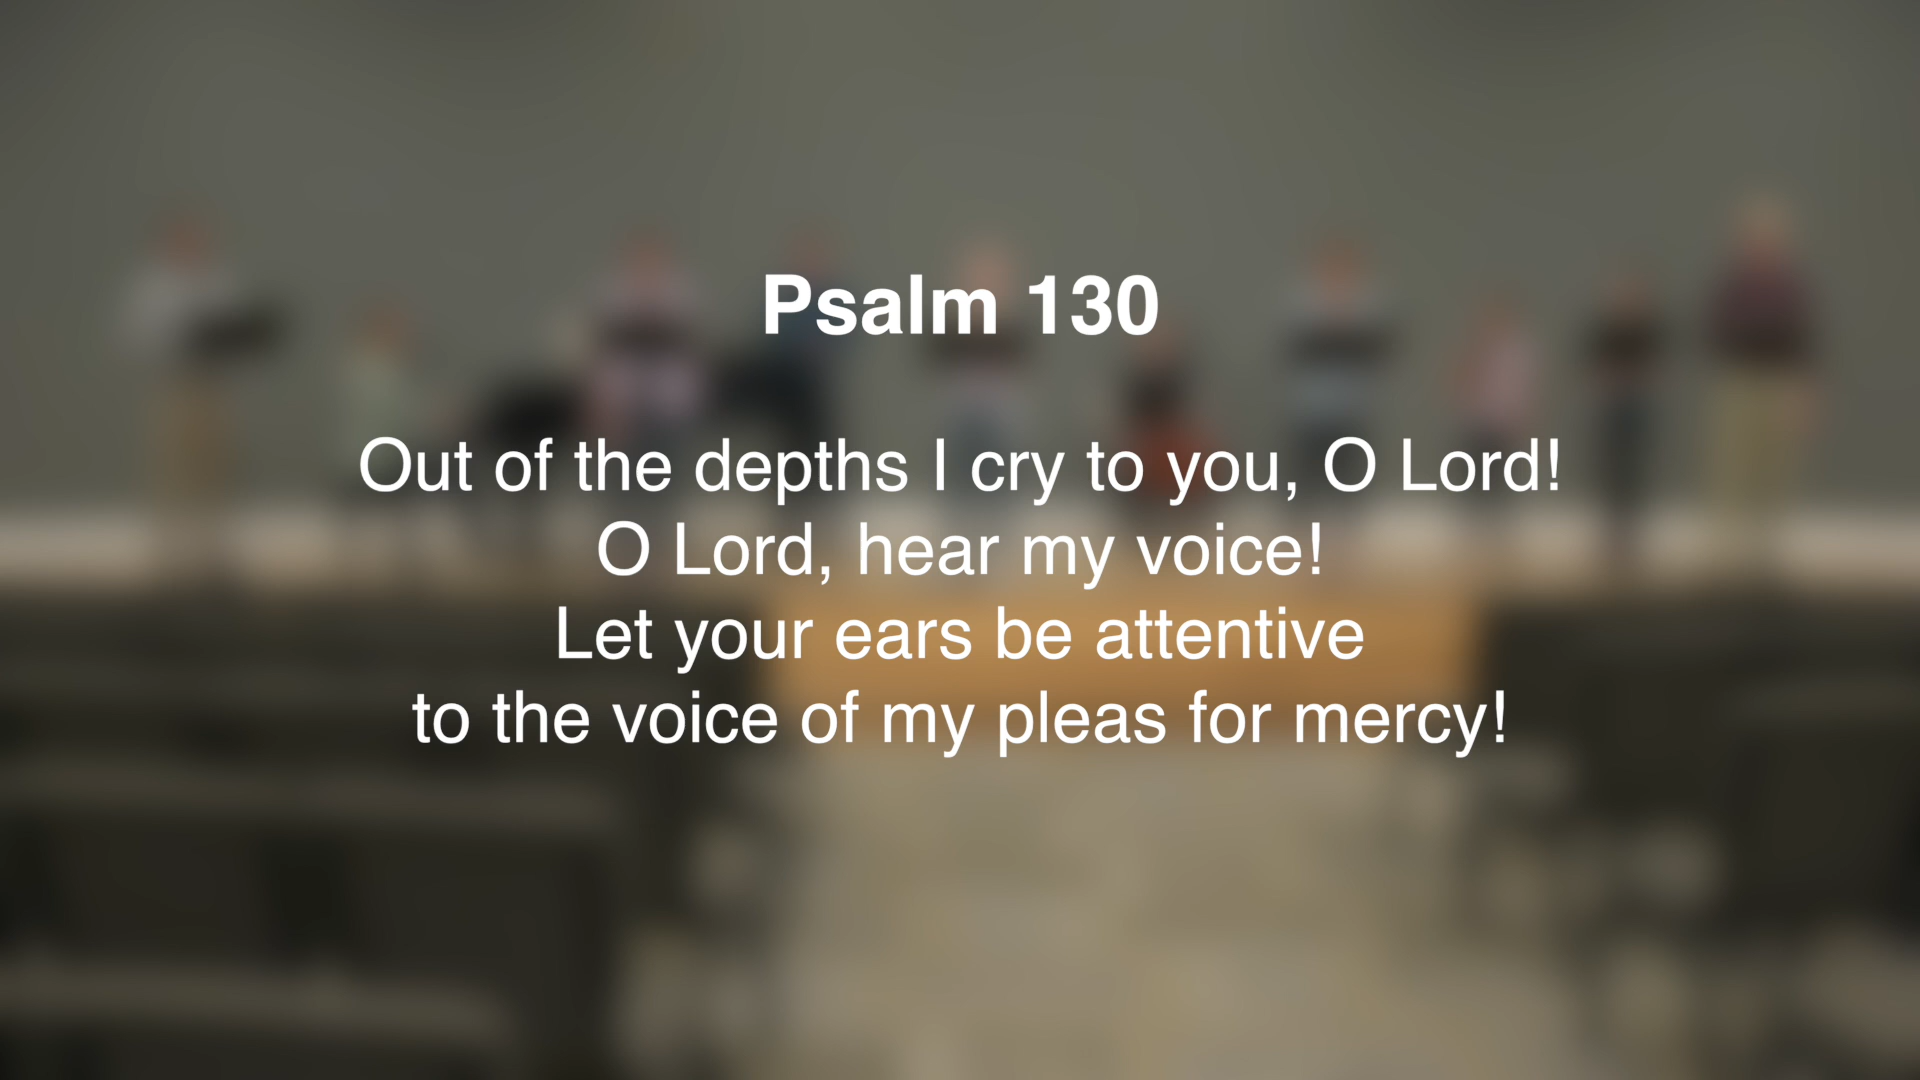 Psalm 130
Out of the depths I cry to you, O Lord!
O Lord, hear my voice!
Let your ears be attentive
to the voice of my pleas for mercy!